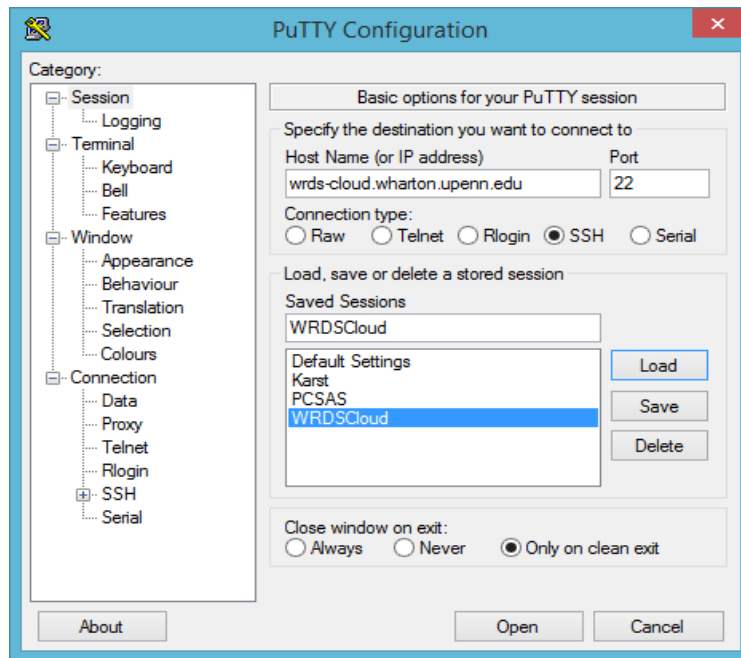 PuTTY Configuration
Category:
Session
Logging
Terminal
Keyboard
Bell
Features
Window
Appearance
Behaviour
Translation
Selection
Colours
Connection
Data
Proxy
Telnet
Rlogin
SSH
Serial
Basic options for your PuTTY session
Specify the destination you want to connect to
Host Name (or IP address) Port
wrds-cloud.wharton.upenn.edu 22
Connection type:
Raw Telnet Rlogin SSH Serial
Load, save or delete a stored session
Saved Sessions
WRDSCloud
Default Settings
Karst
PCSAS
WRDSCloud
Load
Save
Delete
Close window on exit:
Always Never Only on clean exit
About Open Cancel